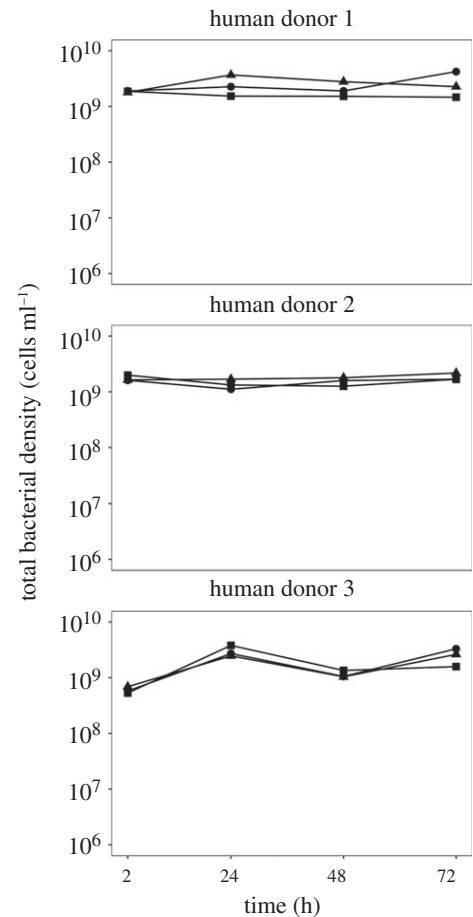 human donor 1
10¹⁰
10⁹
10⁸
10⁷
10⁶
human donor 2
10¹⁰
10⁹
10⁸
10⁷
10⁶
human donor 3
10¹⁰
10⁹
10⁸
10⁷
10⁶
total bacterial density (cells ml⁻¹)
2 24 48 72
time (h)